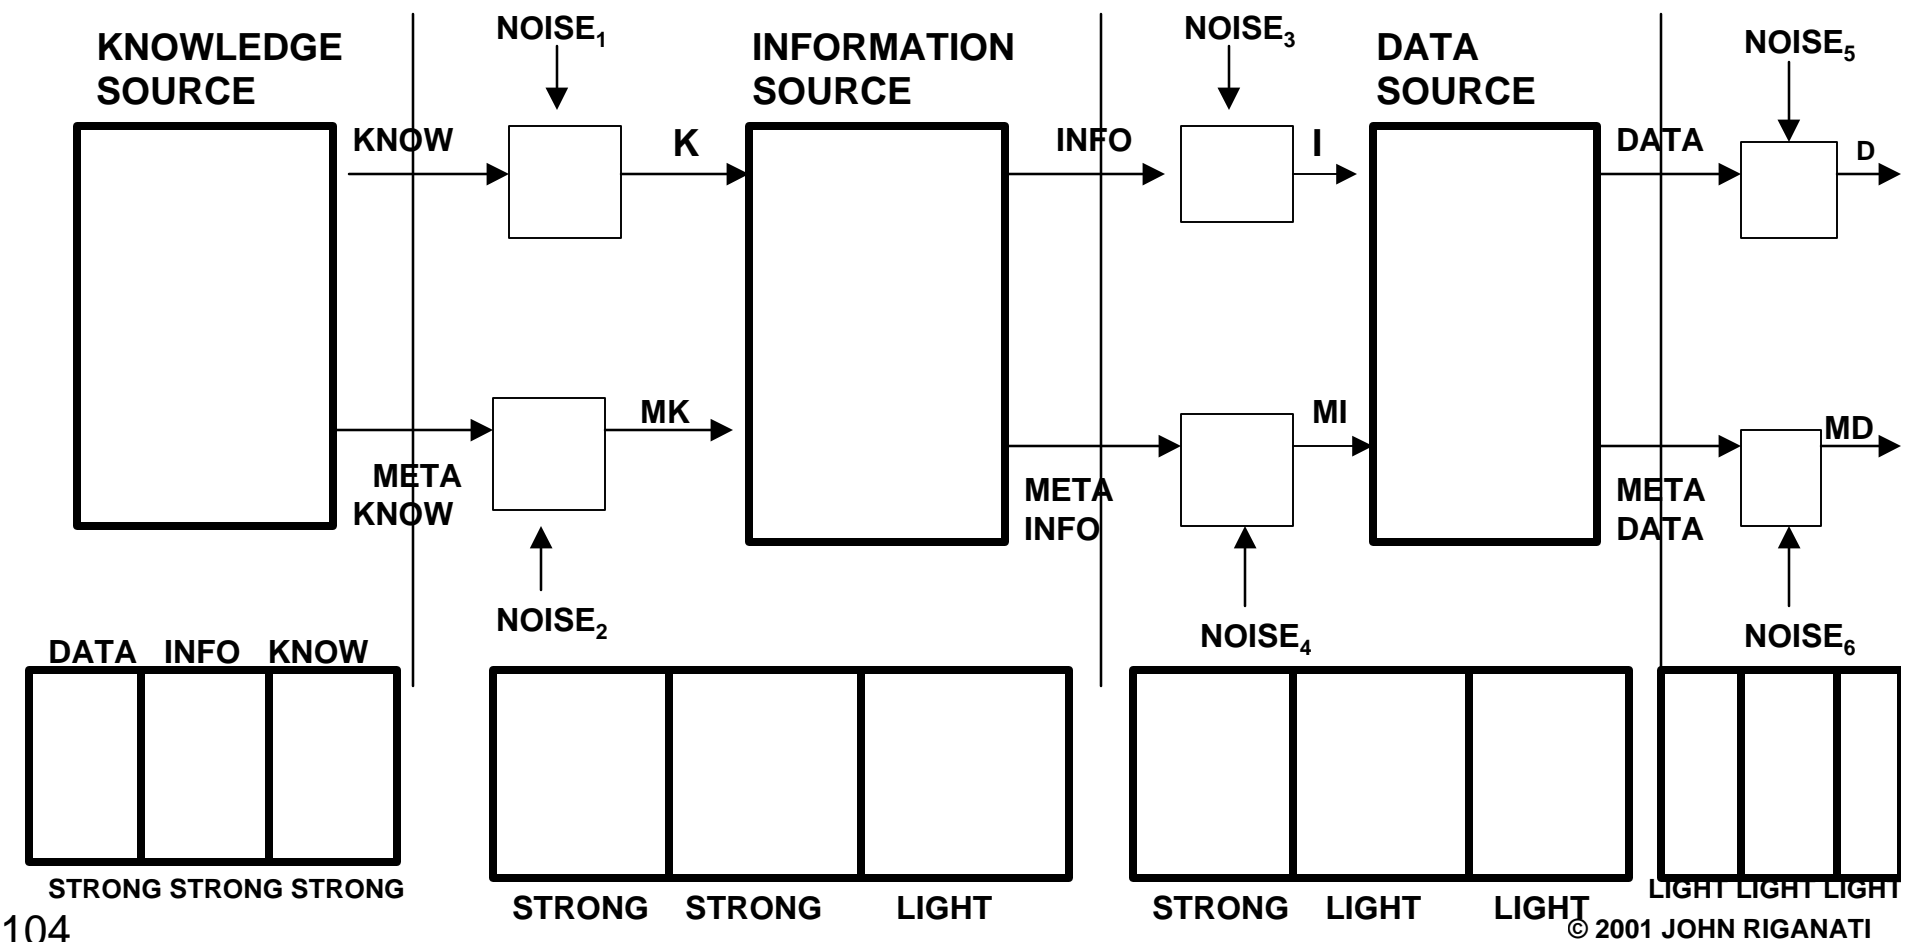 KNOWLEDGE
SOURCE
NOISE1
INFORMATION
SOURCE
NOISE3
DATA
SOURCE
NOISE5
KNOW
K
INFO
I
DATA
D
META
KNOW
MK
META
INFO
MI
META
DATA
MD
NOISE2
NOISE4
NOISE6
DATA INFO KNOW
STRONG STRONG STRONG
STRONG STRONG LIGHT
STRONG LIGHT LIGHT
LIGHT LIGHT LIGHT
104
© 2001 JOHN RIGANATI